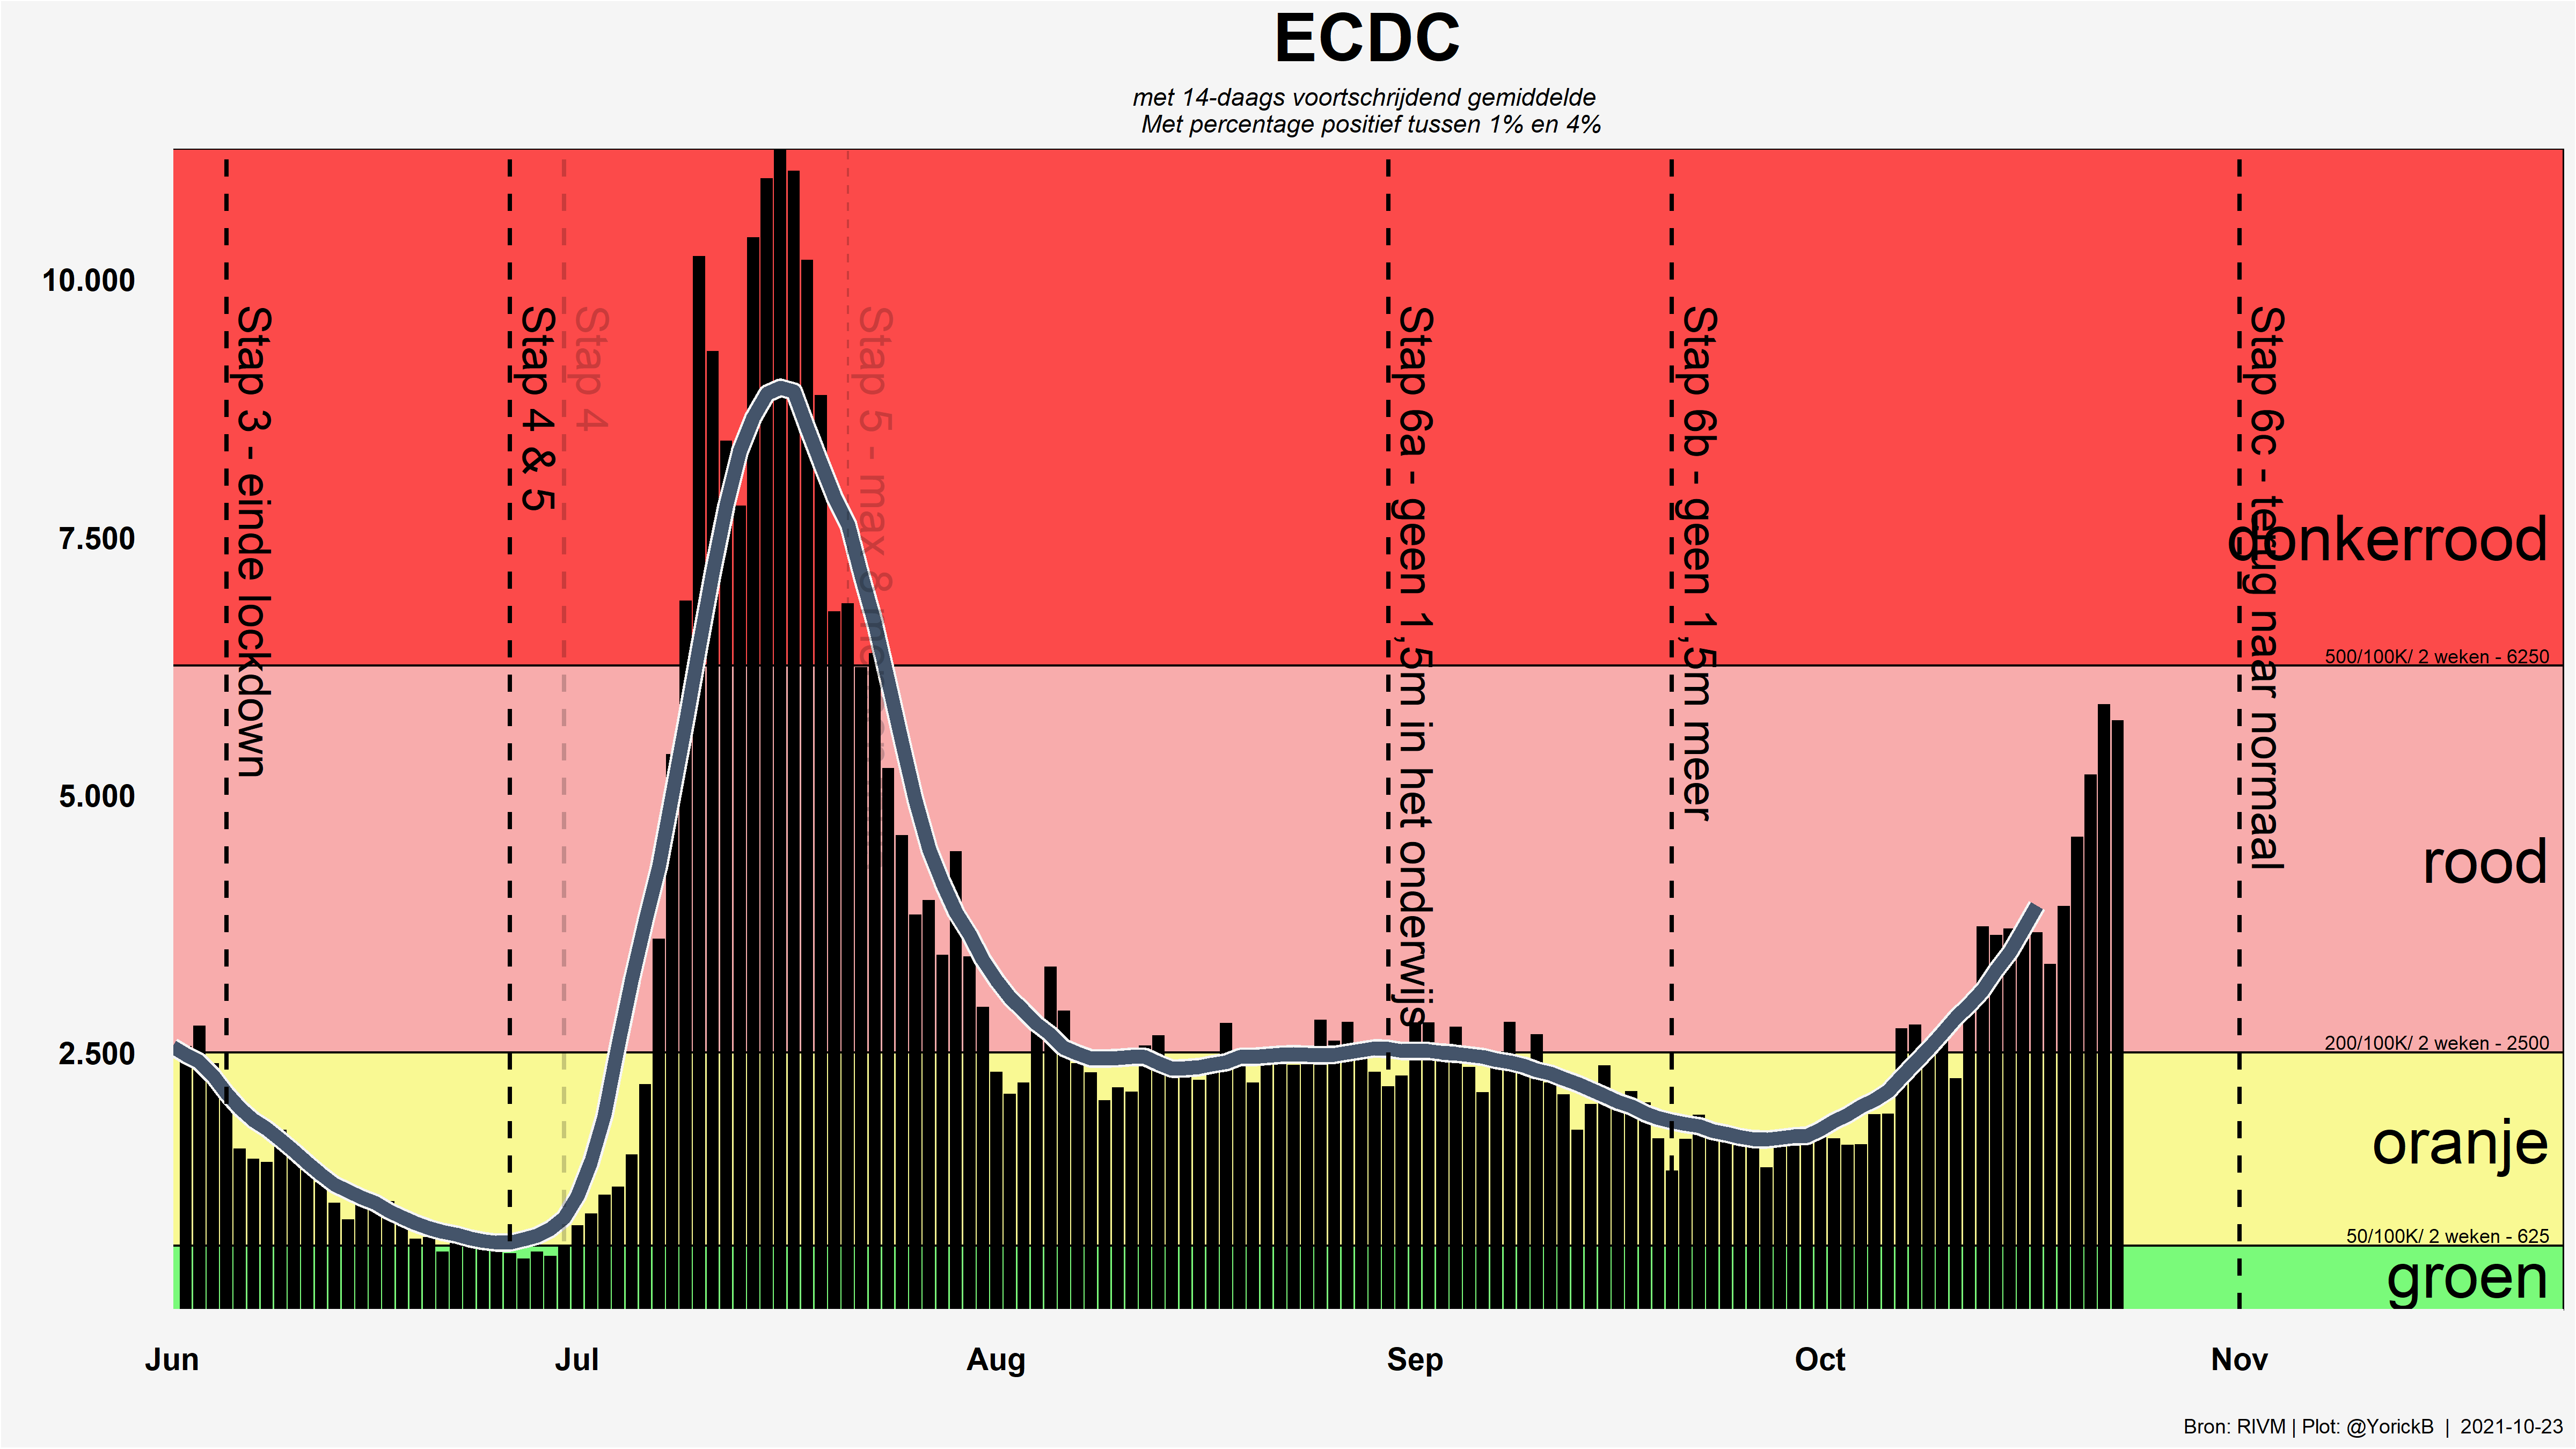 ECDC
met 14-daags voortschrijdend gemiddelde
Met percentage positief tussen 1% en 4%
10.000
7.500
5.000
2.500
Stap 3 - einde lockdown
Stap 4 & 5
Stap 4
Stap 5 - max 8
Stap 6a - geen 1,5m in het onderwijs
Stap 6b - geen 1,5m meer
Stap 6c - terug naar normaal
donkerrood
500/100K/ 2 weken - 6250
rood
200/100K/ 2 weken - 2500
oranje
50/100K/ 2 weken - 625
groen
Jun
Jul
Aug
Sep
Oct
Nov
Bron: RIVM | Plot: @YorickB | 2021-10-23